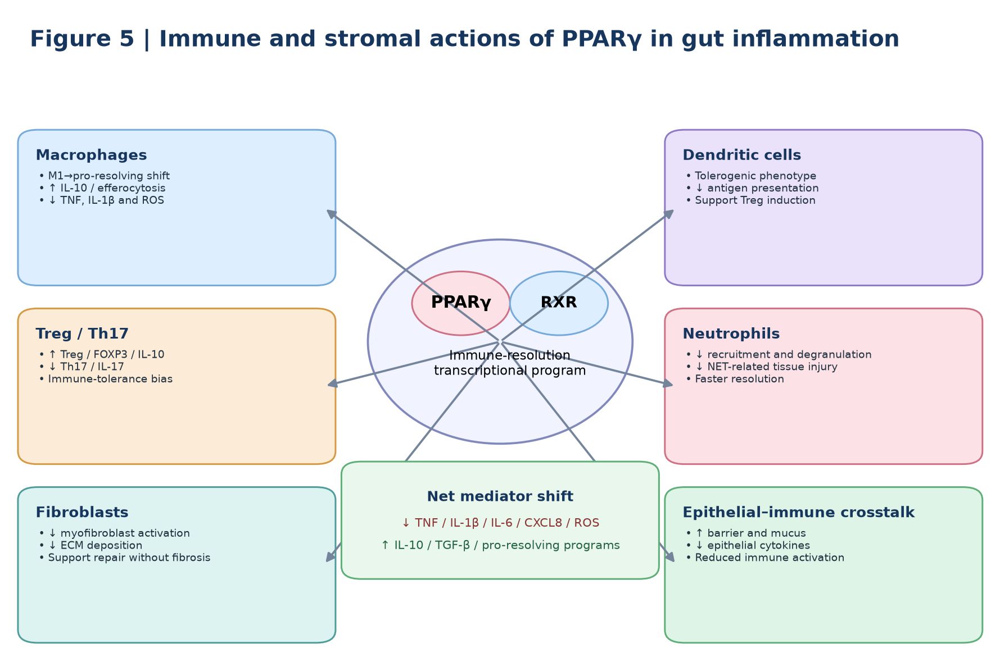 Figure 5 | Immune and stromal actions of PPARγ in gut inflammation
Macrophages
• M1→pro-resolving shift
• ↑ IL-10 / efferocytosis
• ↓ TNF, IL-1β and ROS
Dendritic cells
• Tolerogenic phenotype
• ↓ antigen presentation
• Support Treg induction
PPARγ
RXR
Immune-resolution
transcriptional program
Treg / Th17
• ↑ Treg / FOXP3 / IL-10
• ↓ Th17 / IL-17
• Immune-tolerance bias
Neutrophils
• ↓ recruitment and degranulation
• ↓ NET-related tissue injury
• Faster resolution
Fibroblasts
• ↓ myofibroblast activation
• ↓ ECM deposition
• Support repair without fibrosis
Net mediator shift
↓ TNF / IL-1β / IL-6 / CXCL8 / ROS
↑ IL-10 / TGF-β / pro-resolving programs
Epithelial–immune crosstalk
• ↑ barrier and mucus
• ↓ epithelial cytokines
• Reduced immune activation